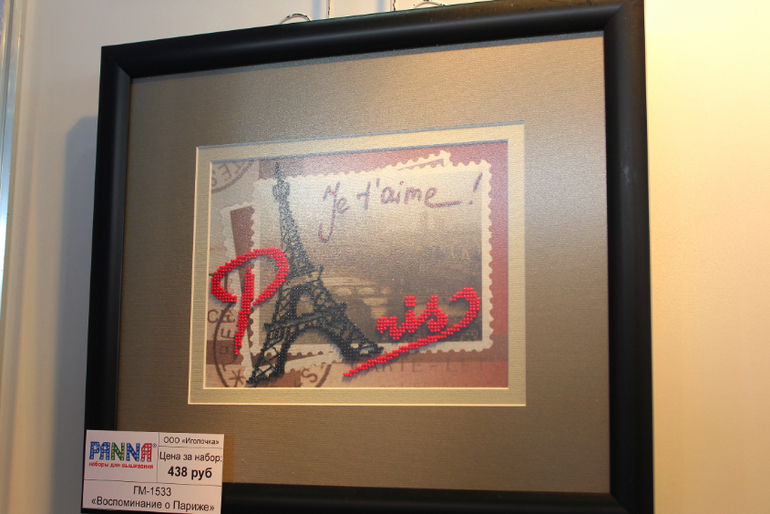 Je t'aime!
Paris
PANNA®
наборы для вышивания
ООО «Иголочка»
Цена за набор:
438 руб
ГМ-1533
«Воспоминание о Париже»